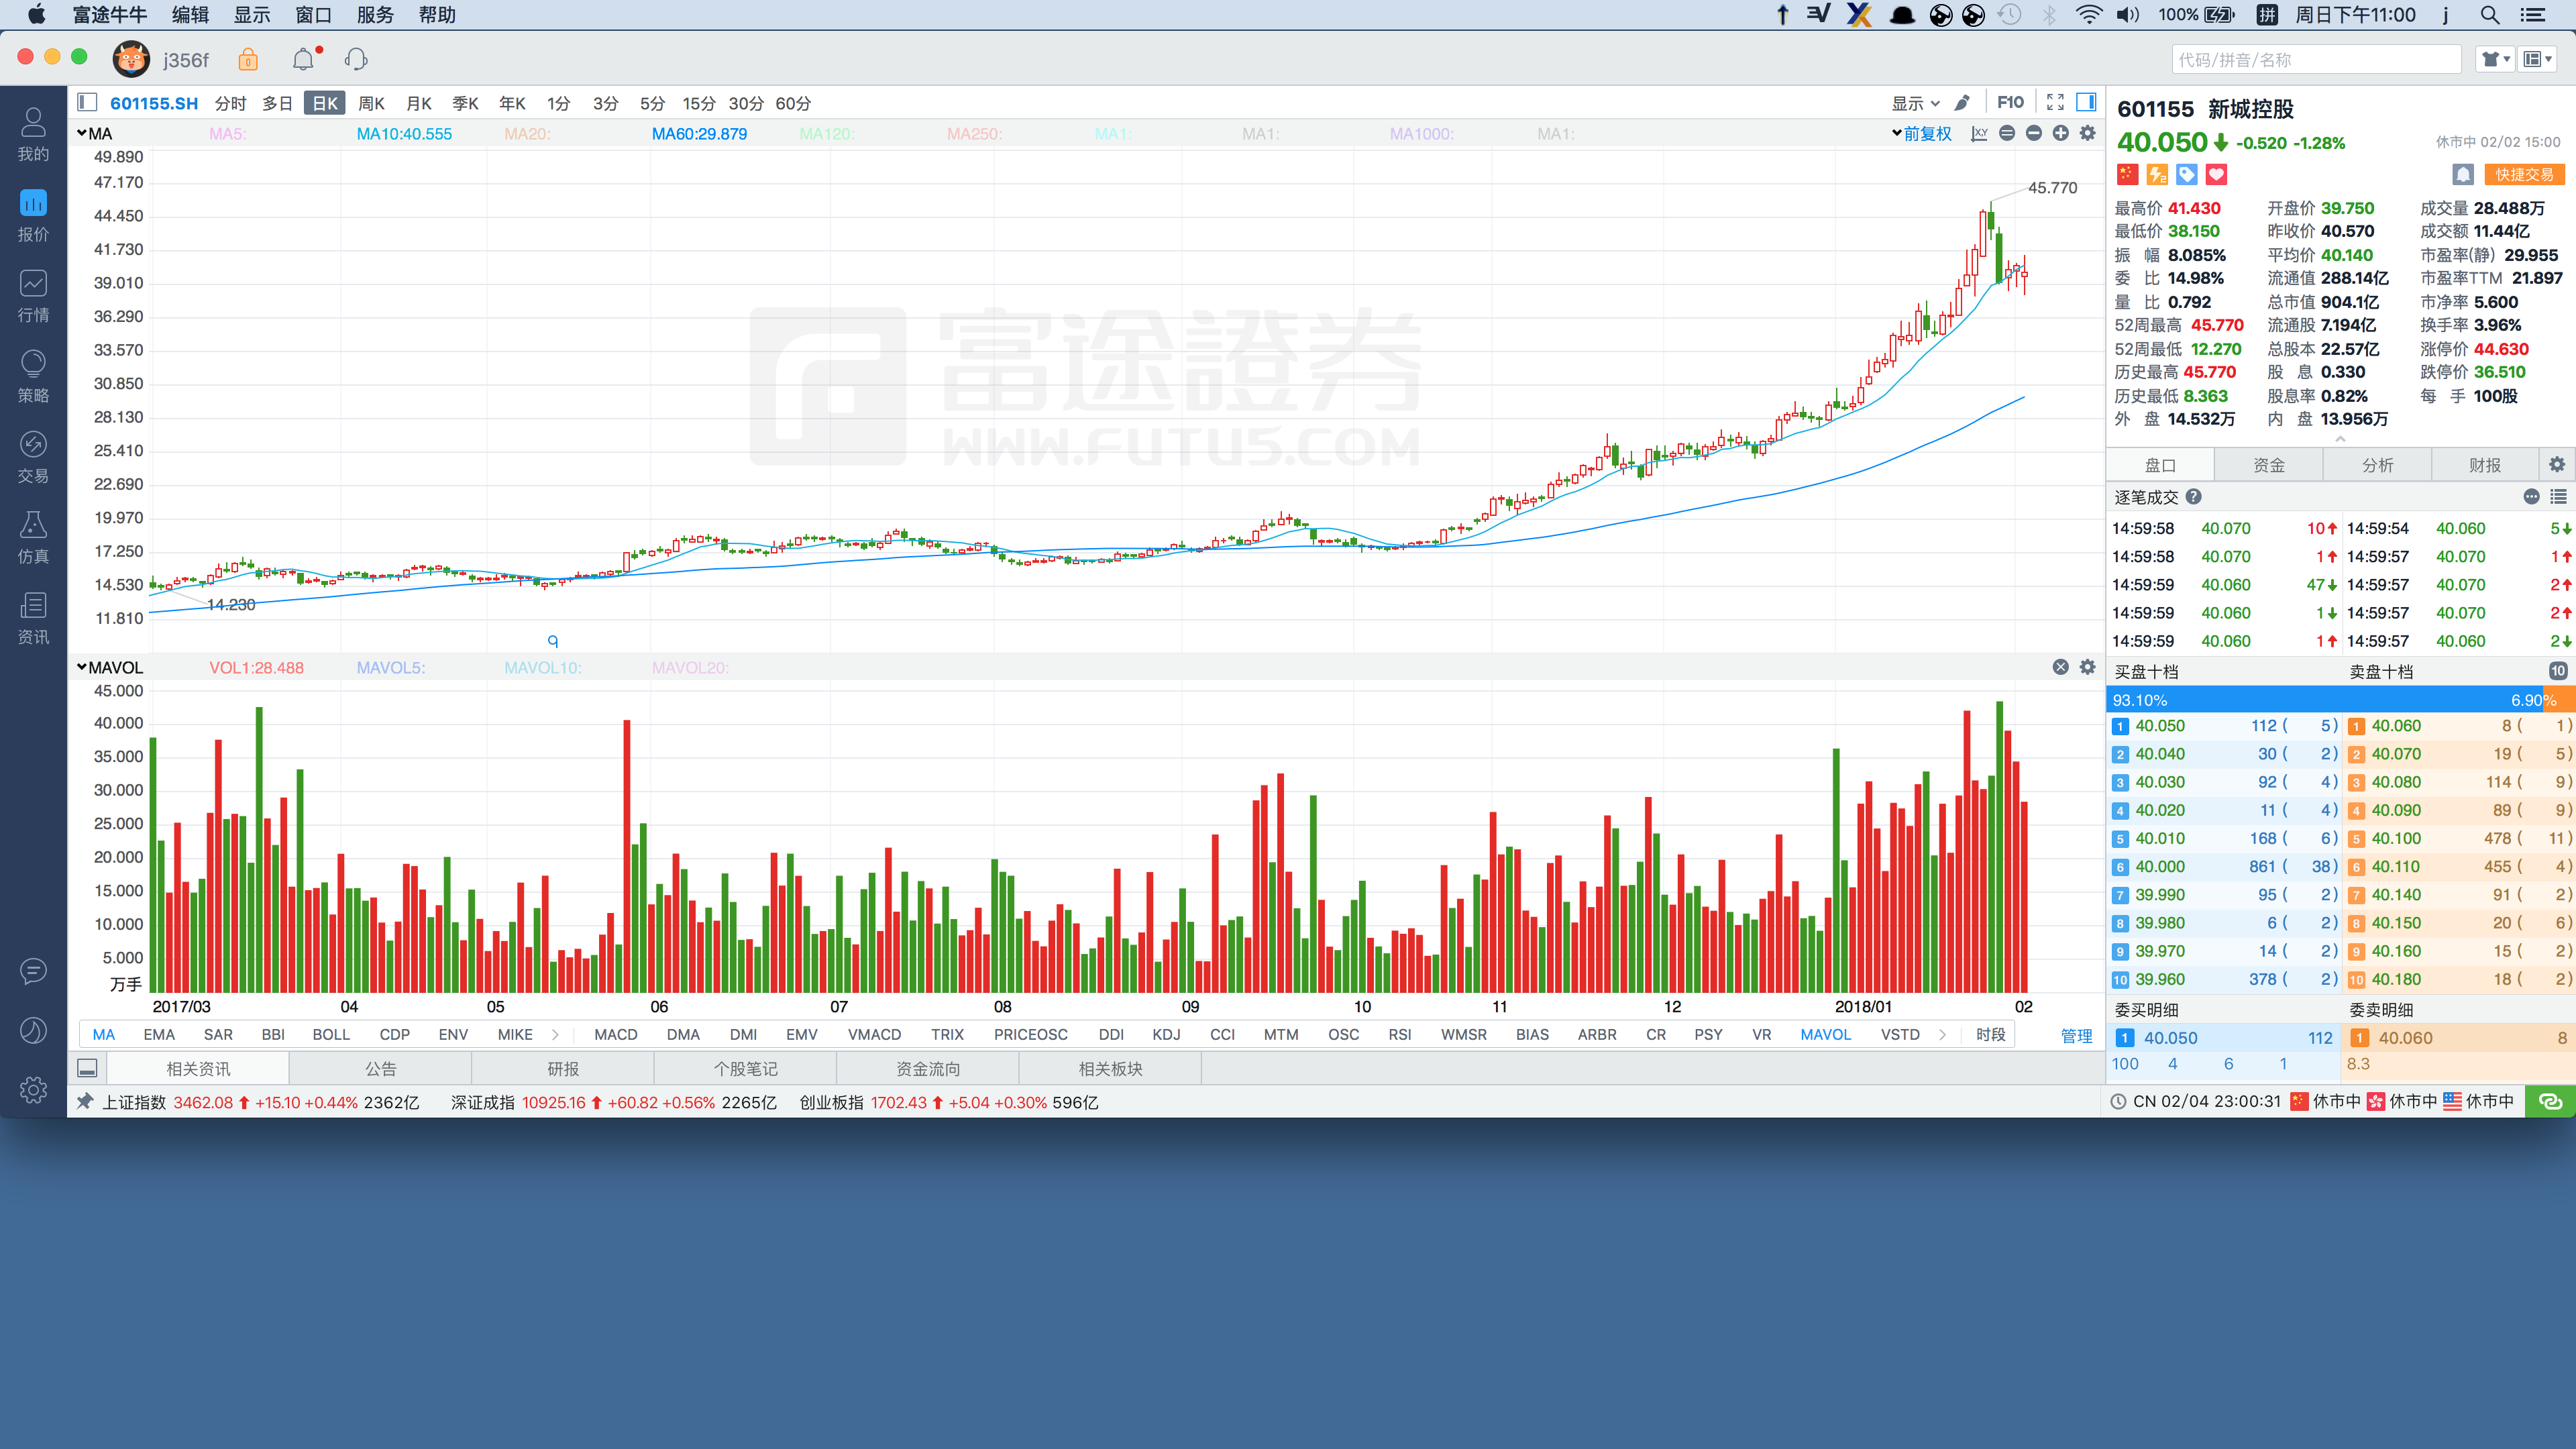 富途牛牛 编辑 显示 窗口 服务 帮助 100% 拼 周日下午11:00 j
j356f 代码/拼音/名称
我的
报价
行情
策略
交易
仿真
资讯
601155.SH 分时 多日 日K 周K 月K 季K 年K 1分 3分 5分 15分 30分 60分 显示 F10
MA MA5: MA10:40.555 MA20: MA60:29.879 MA120: MA250: MA1: MA1: MA1000: MA1: 前复权
49.890
47.170
44.450
41.730
39.010
36.290
33.570
30.850
28.130
25.410
22.690
19.970
17.250
14.530
11.810
45.770
14.230
富途證券
WWW.FUTU5.COM
MAVOL VOL1:28.488 MAVOL5: MAVOL10: MAVOL20:
45.000
40.000
35.000
30.000
25.000
20.000
15.000
10.000
5.000
万手
2017/03 04 05 06 07 08 09 10 11 12 2018/01 02
MA EMA SAR BBI BOLL CDP ENV MIKE MACD DMA DMI EMV VMACD TRIX PRICEOSC DDI KDJ CCI MTM OSC RSI WMSR BIAS ARBR CR PSY VR MAVOL VSTD 时段 管理
相关资讯 公告 研报 个股笔记 资金流向 相关板块
上证指数 3462.08 +15.10 +0.44% 2362亿 深证成指 10925.16 +60.82 +0.56% 2265亿 创业板指 1702.43 +5.04 +0.30% 596亿
601155 新城控股
40.050 -0.520 -1.28% 休市中 02/02 15:00
快捷交易
最高价 41.430 开盘价 39.750 成交量 28.488万
最低价 38.150 昨收价 40.570 成交额 11.44亿
振 幅 8.085% 平均价 40.140 市盈率(静) 29.955
委 比 14.98% 流通值 288.14亿 市盈率TTM 21.897
量 比 0.792 总市值 904.1亿 市净率 5.600
52周最高 45.770 流通股 7.194亿 换手率 3.96%
52周最低 12.270 总股本 22.57亿 涨停价 44.630
历史最高 45.770 股 息 0.330 跌停价 36.510
历史最低 8.363 股息率 0.82% 每 手 100股
外 盘 14.532万 内 盘 13.956万
盘口 资金 分析 财报
逐笔成交
14:59:58 40.070 10 14:59:54 40.060 5
14:59:58 40.070 1 14:59:57 40.070 1
14:59:59 40.060 47 14:59:57 40.070 2
14:59:59 40.060 1 14:59:57 40.070 2
14:59:59 40.060 1 14:59:57 40.060 2
买盘十档 卖盘十档 10
93.10% 6.90%
1 40.050 112 ( 5) 1 40.060 8 ( 1)
2 40.040 30 ( 2) 2 40.070 19 ( 5)
3 40.030 92 ( 4) 3 40.080 114 ( 9)
4 40.020 11 ( 4) 4 40.090 89 ( 9)
5 40.010 168 ( 6) 5 40.100 478 ( 11)
6 40.000 861 ( 38) 6 40.110 455 ( 4)
7 39.990 95 ( 2) 7 40.140 91 ( 2)
8 39.980 6 ( 2) 8 40.150 20 ( 6)
9 39.970 14 ( 2) 9 40.160 15 ( 2)
10 39.960 378 ( 2) 10 40.180 18 ( 2)
委买明细 委卖明细
1 40.050 112 1 40.060 8
100 4 6 1 8.3
CN 02/04 23:00:31 休市中 休市中 休市中